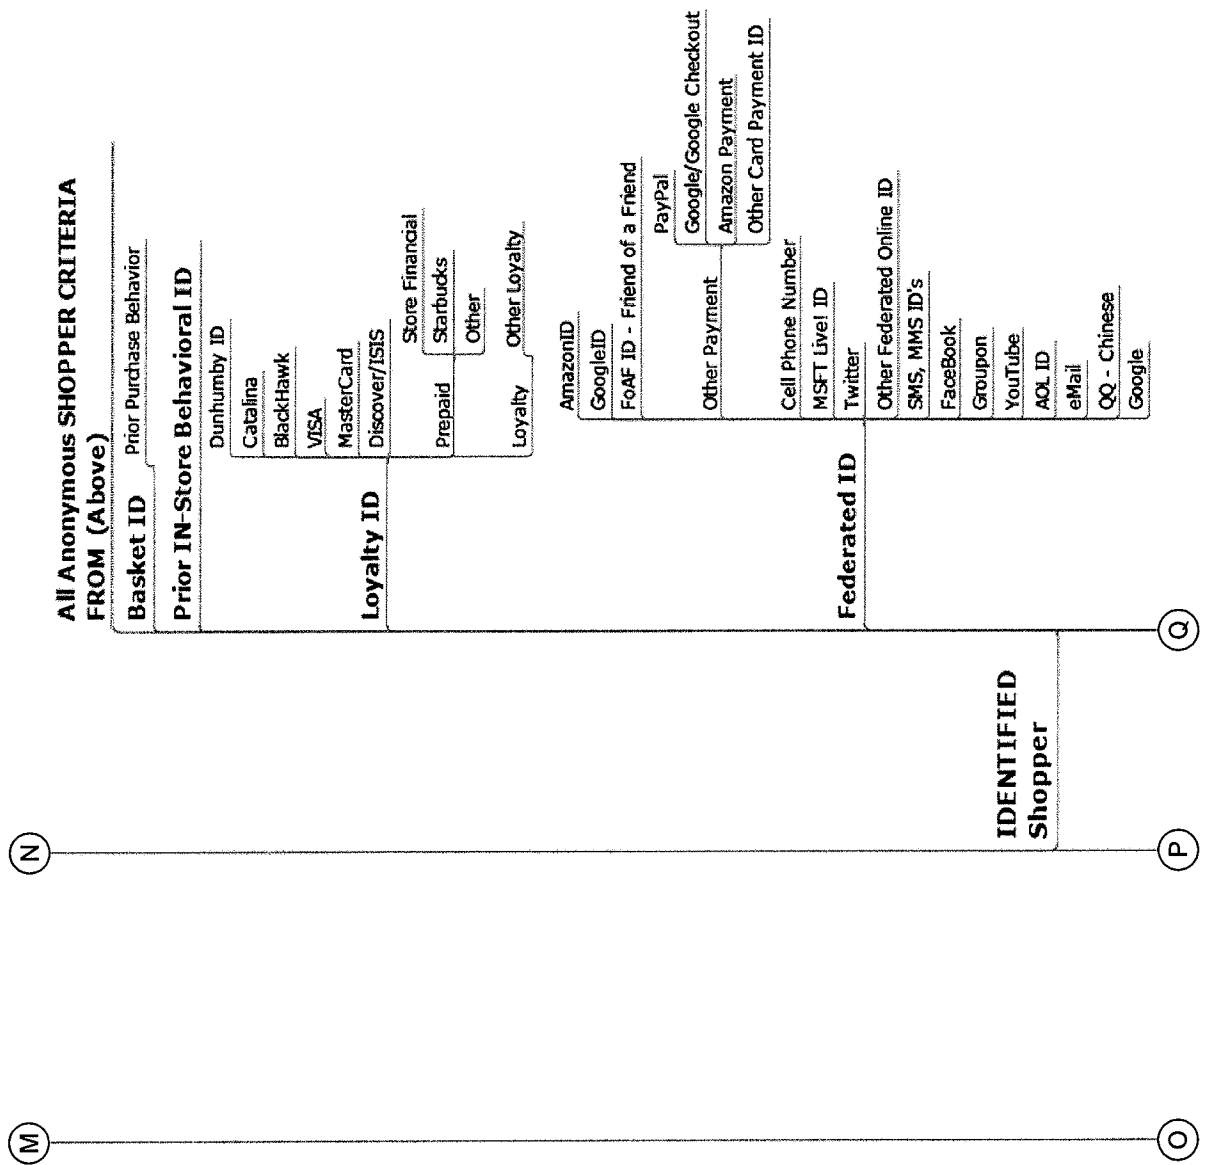 All Anonymous SHOPPER CRITERIA
FROM (Above)
Basket ID
Prior Purchase Behavior
Prior IN-Store Behavioral ID
Dunhumby ID
Catalina
BlackHawk
VISA
MasterCard
Discover/ISIS
Loyalty ID
Store Financial
Prepaid
Starbucks
Other
Loyalty
Other Loyalty
AmazonID
GoogleID
FoAF ID - Friend of a Friend
PayPal
Google/Google Checkout
Other Payment
Amazon Payment
Other Card Payment ID
Cell Phone Number
MSFT Live! ID
Federated ID
Twitter
Other Federated Online ID
SMS, MMS ID's
FaceBook
Groupon
YouTube
AOL ID
eMail
QQ - Chinese
Google
IDENTIFIED
Shopper
N
M
Q
P
O